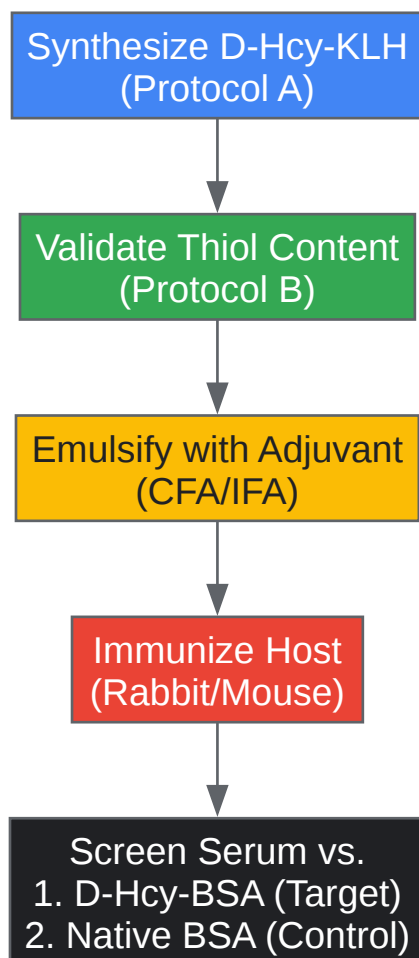 Synthesize D-Hcy-KLH
(Protocol A)
Validate Thiol Content
(Protocol B)
Emulsify with Adjuvant
(CFA/IFA)
Immunize Host
(Rabbit/Mouse)
Screen Serum vs.
1. D-Hcy-BSA (Target)
2. Native BSA (Control)